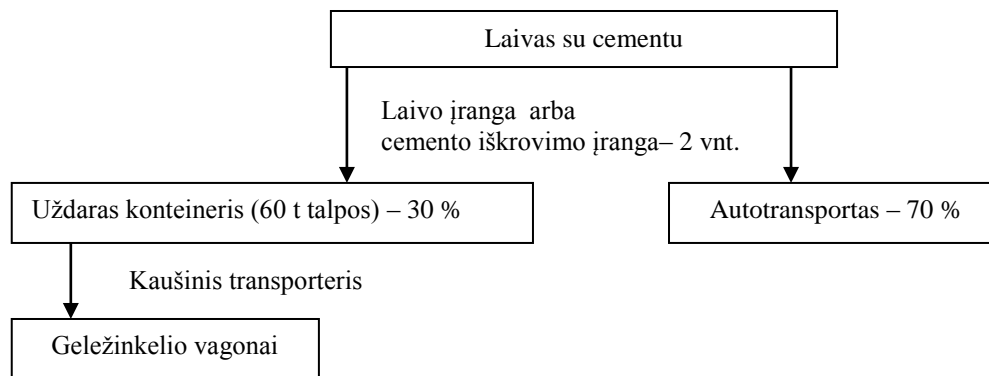 Laivas su cementu
Laivo įranga arba
cemento iškrovimo įranga– 2 vnt.
Uždaras konteineris (60 t talpos) – 30 %
Autotransportas – 70 %
Kaušinis transporteris
Geležinkelio vagonai